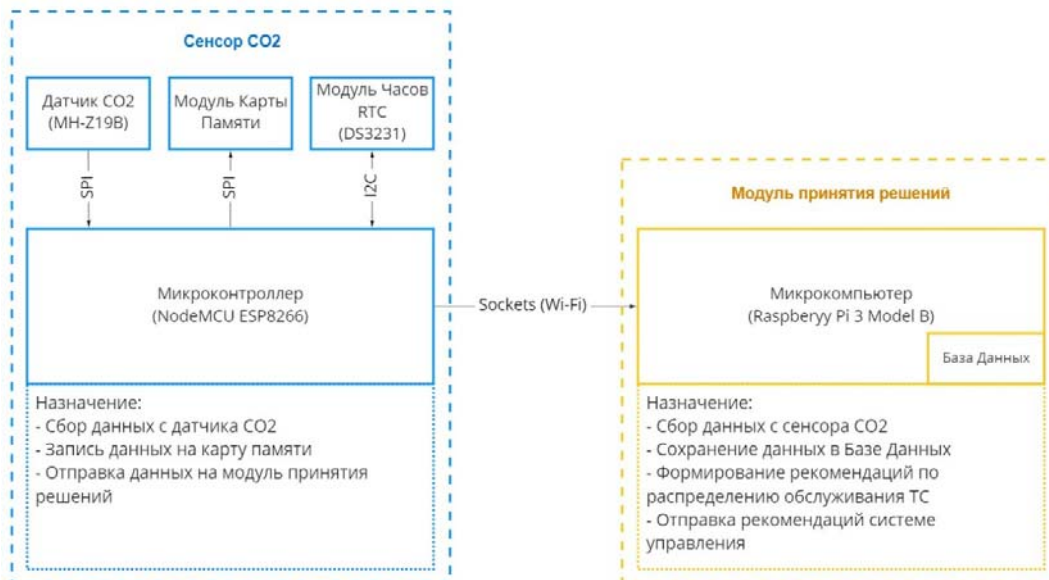 Сенсор CO2
Датчик CO2
(MH-Z19B)
Модуль Карты
Памяти
Модуль Часов
RTC
(DS3231)
SPI
SPI
I2C
Микроконтроллер
(NodeMCU ESP8266)
Назначение:
- Сбор данных с датчика CO2
- Запись данных на карту памяти
- Отправка данных на модуль принятия
решений
Sockets (Wi-Fi)
Модуль принятия решений
Микрокомпьютер
(Raspberyy Pi 3 Model B)
База Данных
Назначение:
- Сбор данных с сенсора CO2
- Сохранение данных в Базе Данных
- Формирование рекомендаций по
распределению обслуживания ТС
- Отправка рекомендаций системе
управления